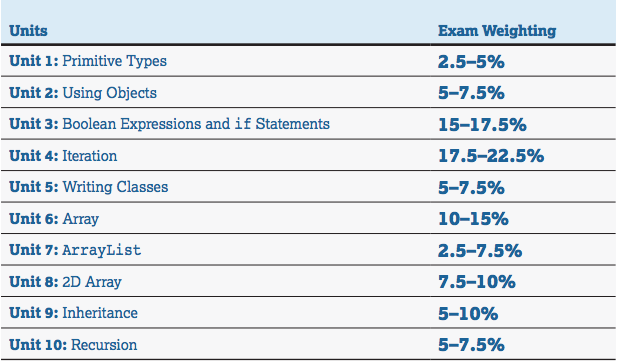 Units Exam Weighting
Unit 1: Primitive Types 2.5–5%
Unit 2: Using Objects 5–7.5%
Unit 3: Boolean Expressions and if Statements 15–17.5%
Unit 4: Iteration 17.5–22.5%
Unit 5: Writing Classes 5–7.5%
Unit 6: Array 10–15%
Unit 7: ArrayList 2.5–7.5%
Unit 8: 2D Array 7.5–10%
Unit 9: Inheritance 5–10%
Unit 10: Recursion 5–7.5%